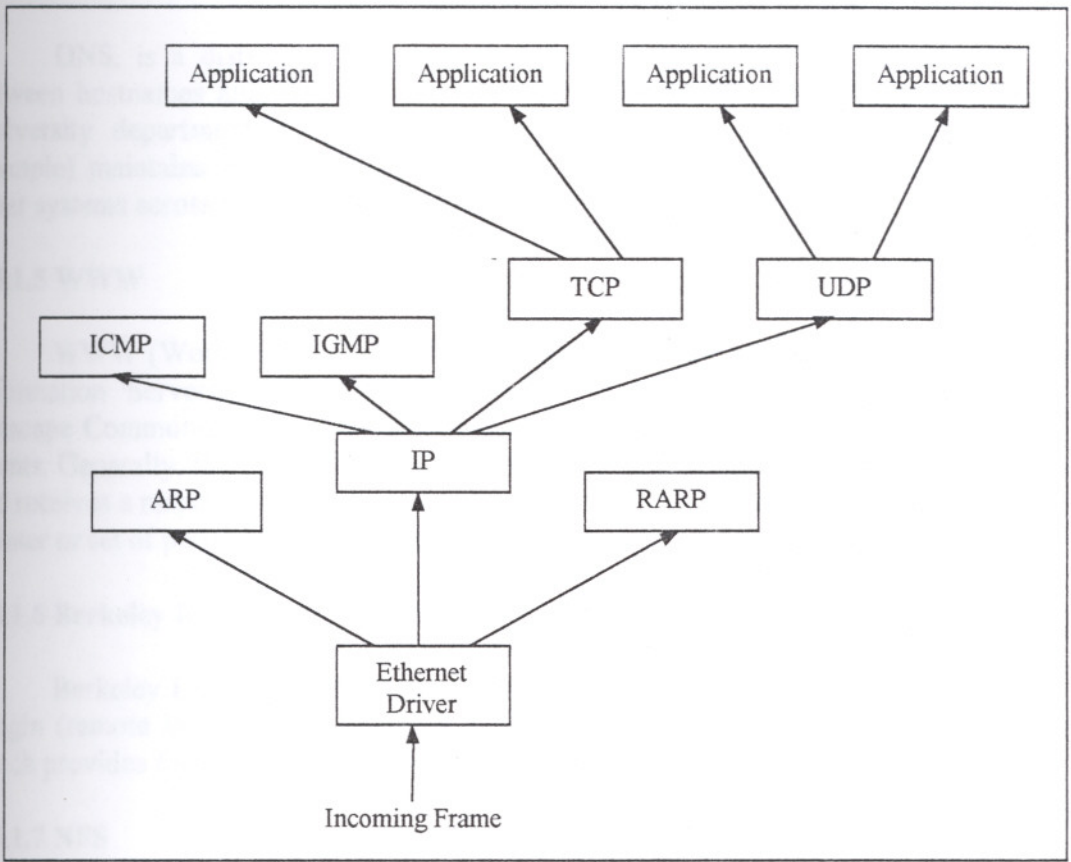 Application Application Application Application
TCP UDP
ICMP IGMP
IP
ARP RARP
Ethernet
Driver
Incoming Frame